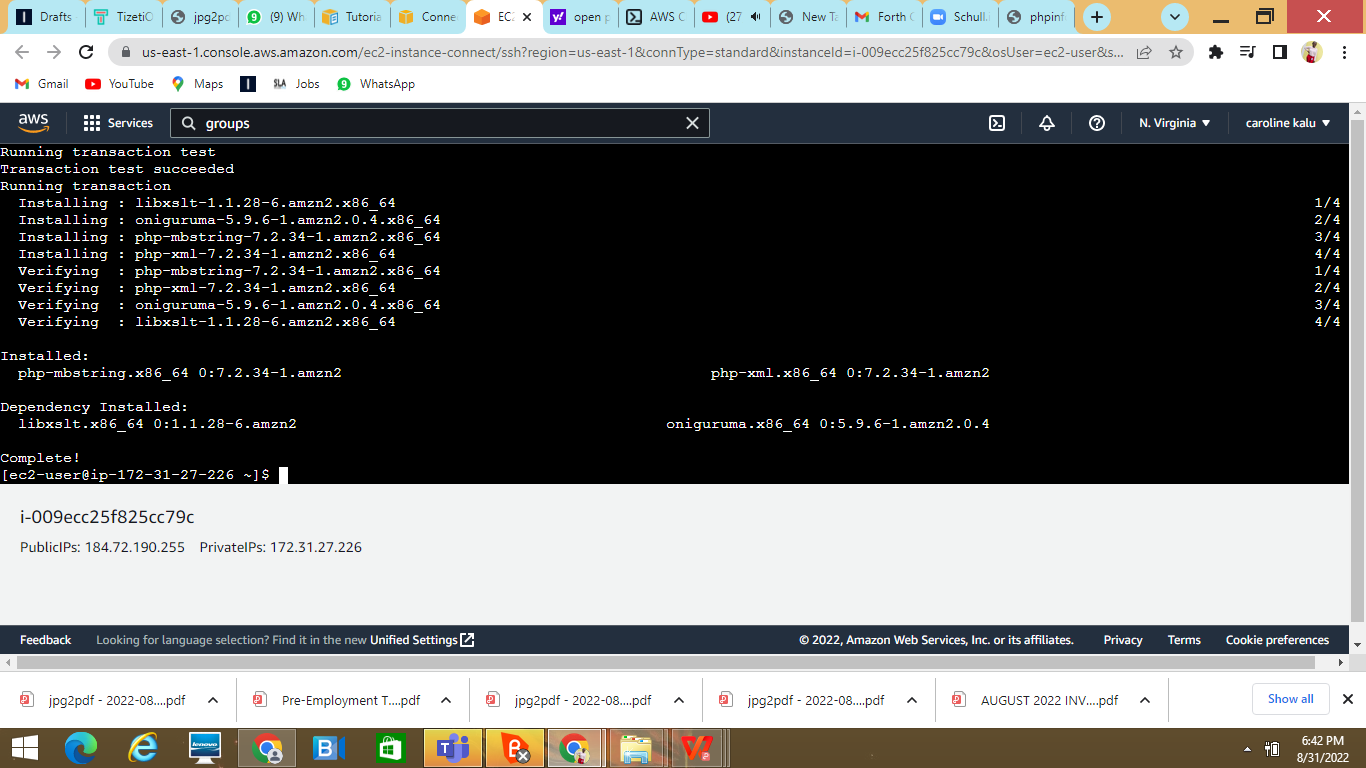 Drafts
TizetiO
jpg2pd
(9) Wh
Tutoria
Connec
EC2
open p
AWS C
(27
New Ta
Forth C
Schull.i
phpinf
us-east-1.console.aws.amazon.com/ec2-instance-connect/ssh?region=us-east-1&connType=standard&instanceId=i-009ecc25f825cc79c&osUser=ec2-user&s...
Gmail YouTube Maps SLA Jobs WhatsApp
aws Services groups N. Virginia caroline kalu
Running transaction test
Transaction test succeeded
Running transaction
Installing : libxslt-1.1.28-6.amzn2.x86_64 1/4
Installing : oniguruma-5.9.6-1.amzn2.0.4.x86_64 2/4
Installing : php-mbstring-7.2.34-1.amzn2.x86_64 3/4
Installing : php-xml-7.2.34-1.amzn2.x86_64 4/4
Verifying : php-mbstring-7.2.34-1.amzn2.x86_64 1/4
Verifying : php-xml-7.2.34-1.amzn2.x86_64 2/4
Verifying : oniguruma-5.9.6-1.amzn2.0.4.x86_64 3/4
Verifying : libxslt-1.1.28-6.amzn2.x86_64 4/4
Installed:
php-mbstring.x86_64 0:7.2.34-1.amzn2 php-xml.x86_64 0:7.2.34-1.amzn2
Dependency Installed:
libxslt.x86_64 0:1.1.28-6.amzn2 oniguruma.x86_64 0:5.9.6-1.amzn2.0.4
Complete!
[ec2-user@ip-172-31-27-226 ~]$
i-009ecc25f825cc79c
PublicIPs: 184.72.190.255 PrivateIPs: 172.31.27.226
Feedback Looking for language selection? Find it in the new Unified Settings © 2022, Amazon Web Services, Inc. or its affiliates. Privacy Terms Cookie preferences
jpg2pdf - 2022-08....pdf Pre-Employment T....pdf jpg2pdf - 2022-08....pdf jpg2pdf - 2022-08....pdf AUGUST 2022 INV....pdf Show all
lenovo
6:42 PM
8/31/2022